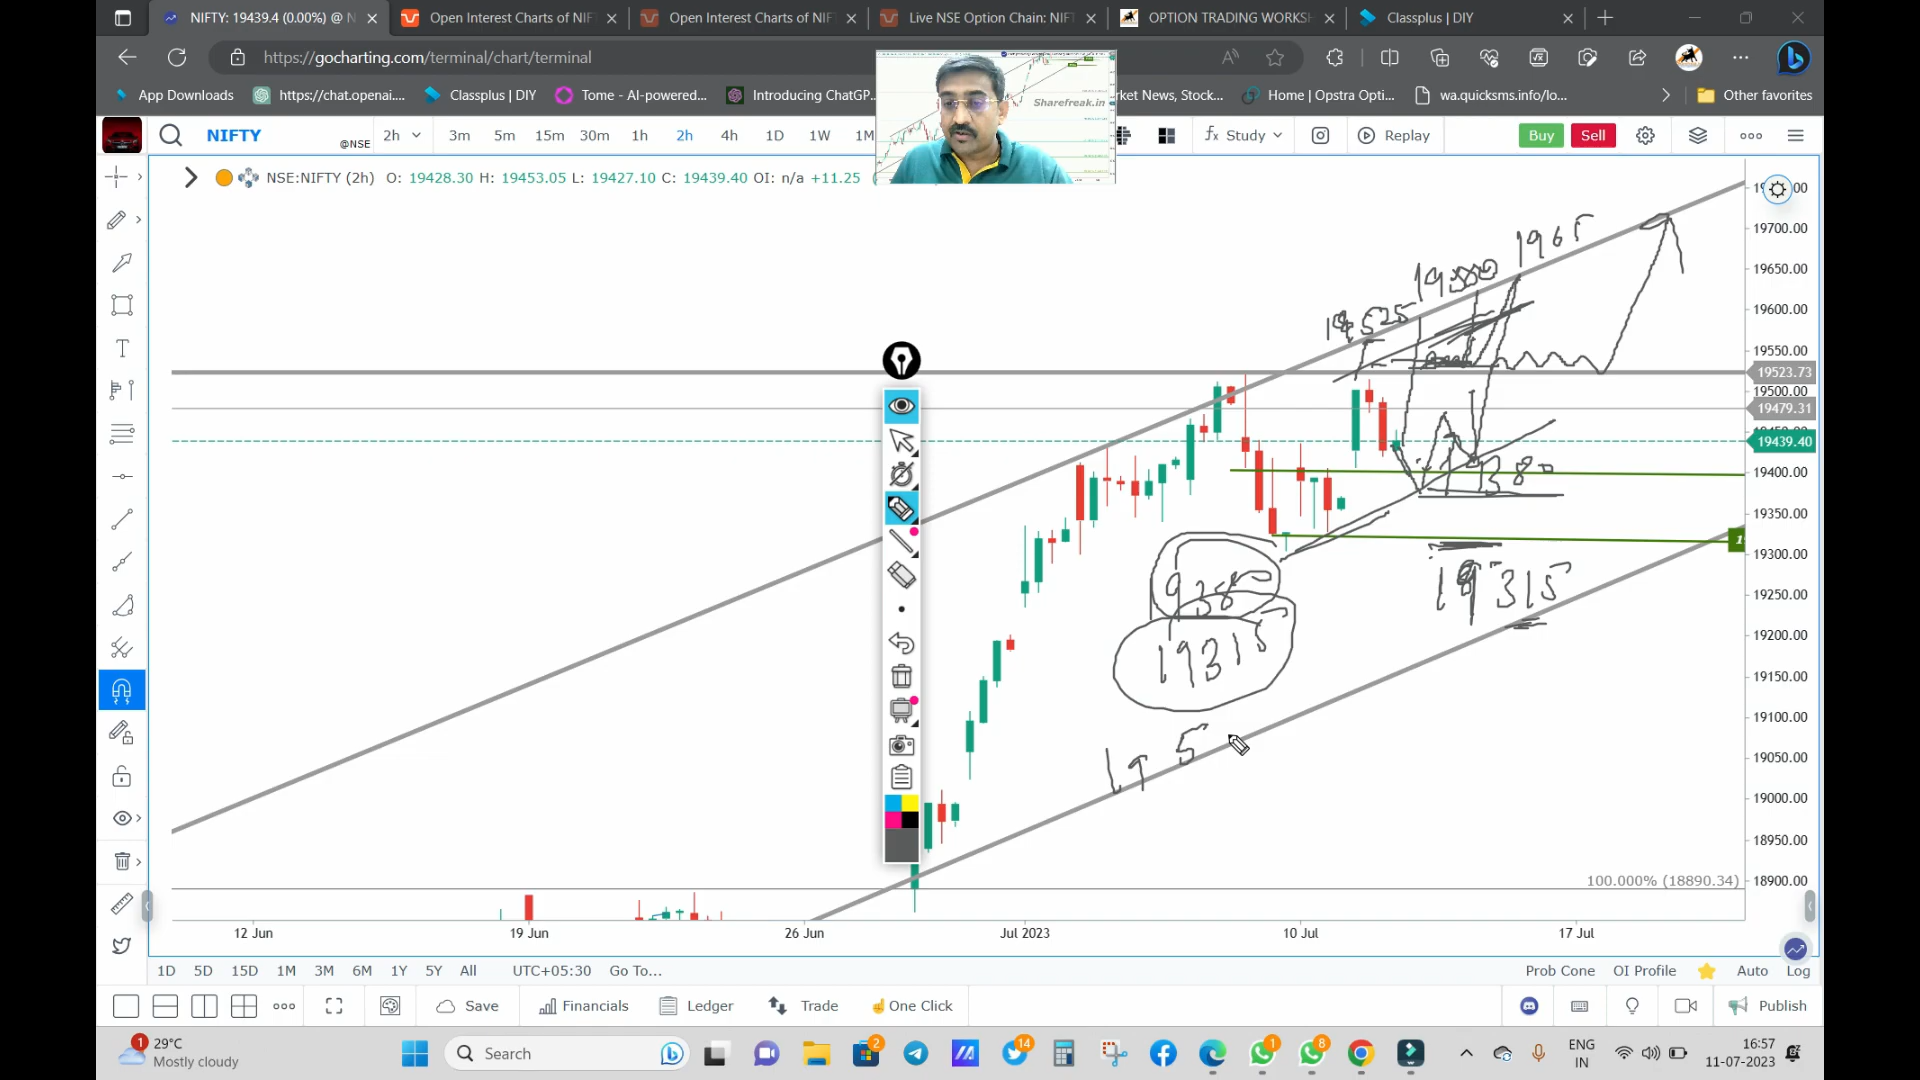 NIFTY: 19439.4 (0.00%) @ N
Open Interest Charts of NIFT
Open Interest Charts of NIFT
Live NSE Option Chain: NIFT
OPTION TRADING WORKSH
Classplus | DIY
https://gocharting.com/terminal/chart/terminal
App Downloads
https://chat.openai....
Classplus | DIY
Tome - AI-powered...
Introducing ChatGP...
rket News, Stock...
Home | Opstra Opti...
wa.quicksms.info/lo...
Other favorites
Sharefreak.in
NIFTY
@NSE
2h
3m
5m
15m
30m
1h
2h
4h
1D
1W
1M
Study
Replay
Buy
Sell
NSE:NIFTY (2h) O: 19428.30 H: 19453.05 L: 19427.10 C: 19439.40 OI: n/a +11.25
19700.00
19650.00
19600.00
19550.00
19523.73
19500.00
19479.31
19439.40
19400.00
19350.00
19300.00
19250.00
19200.00
19150.00
19100.00
19050.00
19000.00
18950.00
18900.00
19525
1965
19380
19315
9380
19315
195
100.000% (18890.34)
12 Jun
19 Jun
26 Jun
Jul 2023
10 Jul
17 Jul
1D
5D
15D
1M
3M
6M
1Y
5Y
All
UTC+05:30
Go To...
Prob Cone
OI Profile
Auto
Log
Save
Financials
Ledger
Trade
One Click
Publish
29°C
Mostly cloudy
Search
ENG
IN
16:57
11-07-2023